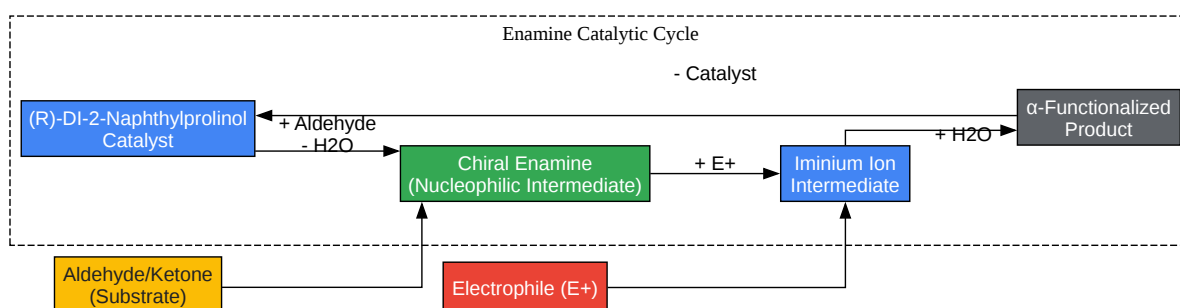 Enamine Catalytic Cycle
- Catalyst
(R)-DI-2-Naphthylprolinol
Catalyst
α-Functionalized
Product
+ Aldehyde
- H2O
+ H2O
Chiral Enamine
(Nucleophilic Intermediate)
+ E+
Iminium Ion
Intermediate
Aldehyde/Ketone
(Substrate)
Electrophile (E+)